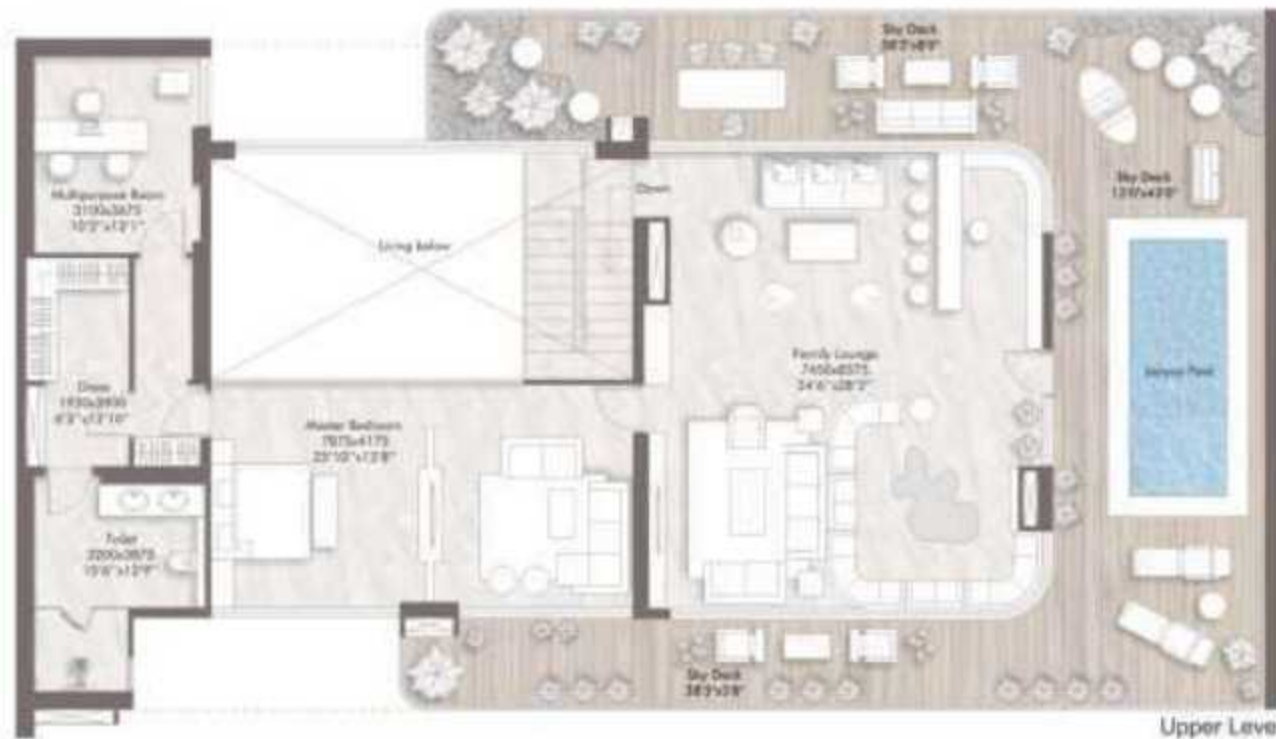 Sky Deck
Sky Deck
Multipurpose Room
3100x3675
10'2"x12'1"
Down
Living below
Family Lounge
7450x8575
24'6"x28'2"
Dress
1930x3930
6'3"x12'10"
Master Bedroom
7875x4175
25'10"x13'8"
Toilet
3200x3875
10'6"x12'9"
Sky Deck
Upper Leve